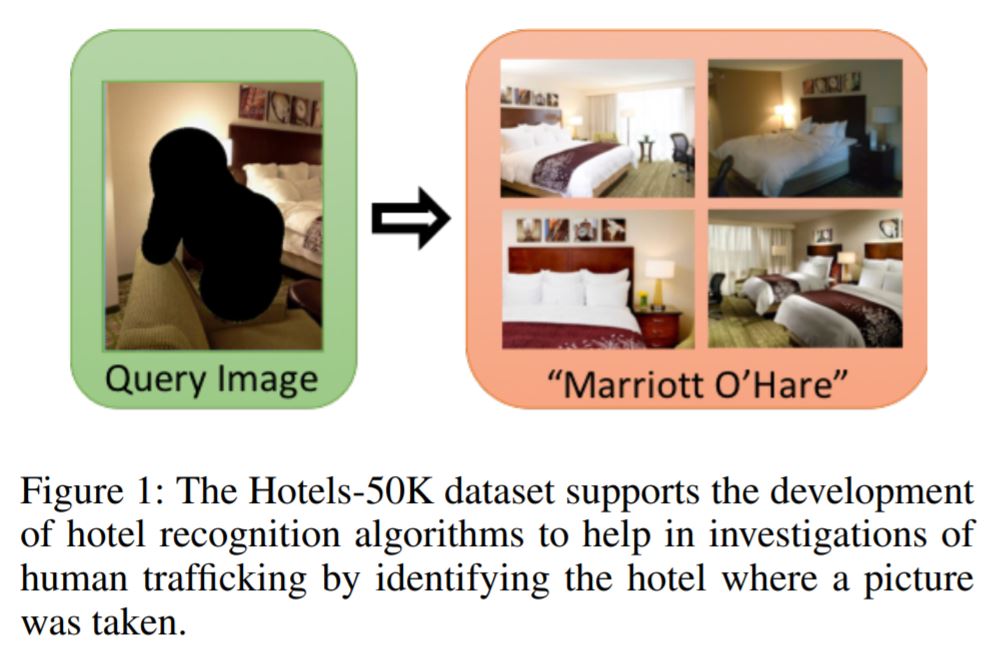 Query Image
“Marriott O’Hare”
Figure 1: The Hotels-50K dataset supports the development
of hotel recognition algorithms to help in investigations of
human trafficking by identifying the hotel where a picture
was taken.